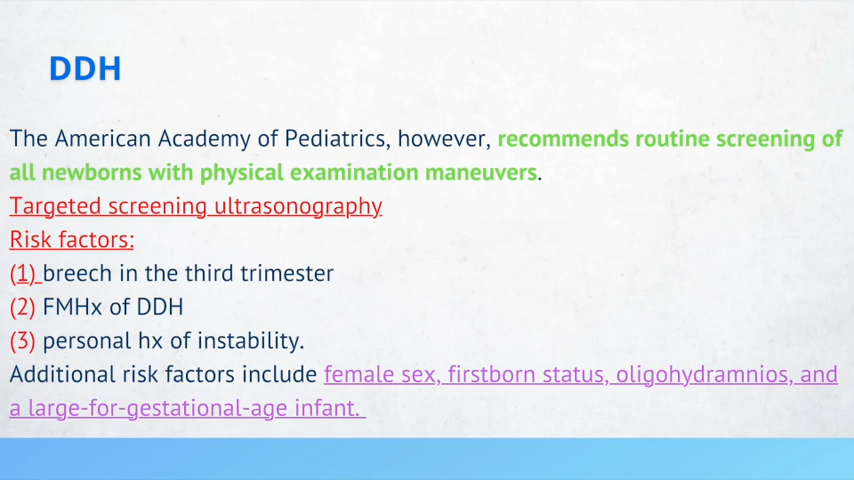 DDH
The American Academy of Pediatrics, however, recommends routine screening of
all newborns with physical examination maneuvers.
Targeted screening ultrasonography
Risk factors:
(1) breech in the third trimester
(2) FMHx of DDH
(3) personal hx of instability.
Additional risk factors include female sex, firstborn status, oligohydramnios, and
a large-for-gestational-age infant.